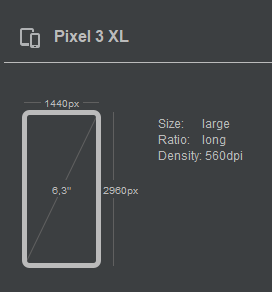 Pixel 3 XL
1440px
Size: large
Ratio: long
Density: 560dpi
6,3"
2960px